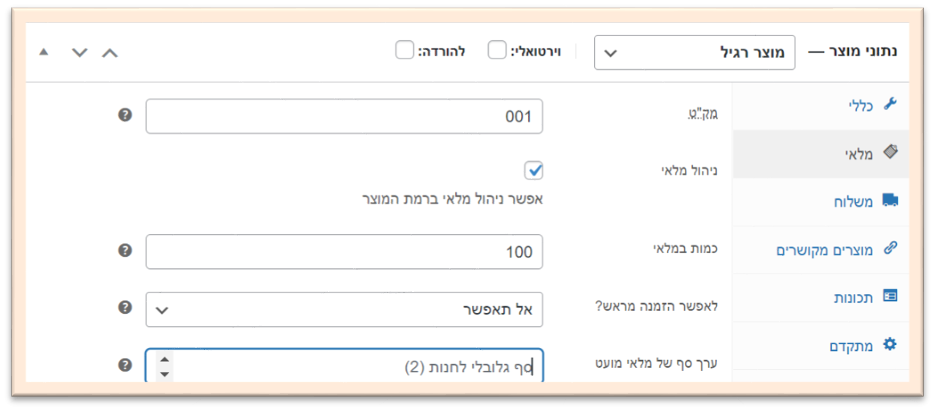 נתוני מוצר — מוצר רגיל וירטואלי: להורדה:
כללי
מלאי
משלוח
מוצרים מקושרים
תכונות
מתקדם
מק"ט 001
ניהול מלאי
אפשר ניהול מלאי ברמת המוצר
כמות במלאי 100
לאפשר הזמנה מראש? אל תאפשר
ערך סף של מלאי מועט סף גלובלי לחנות (2)